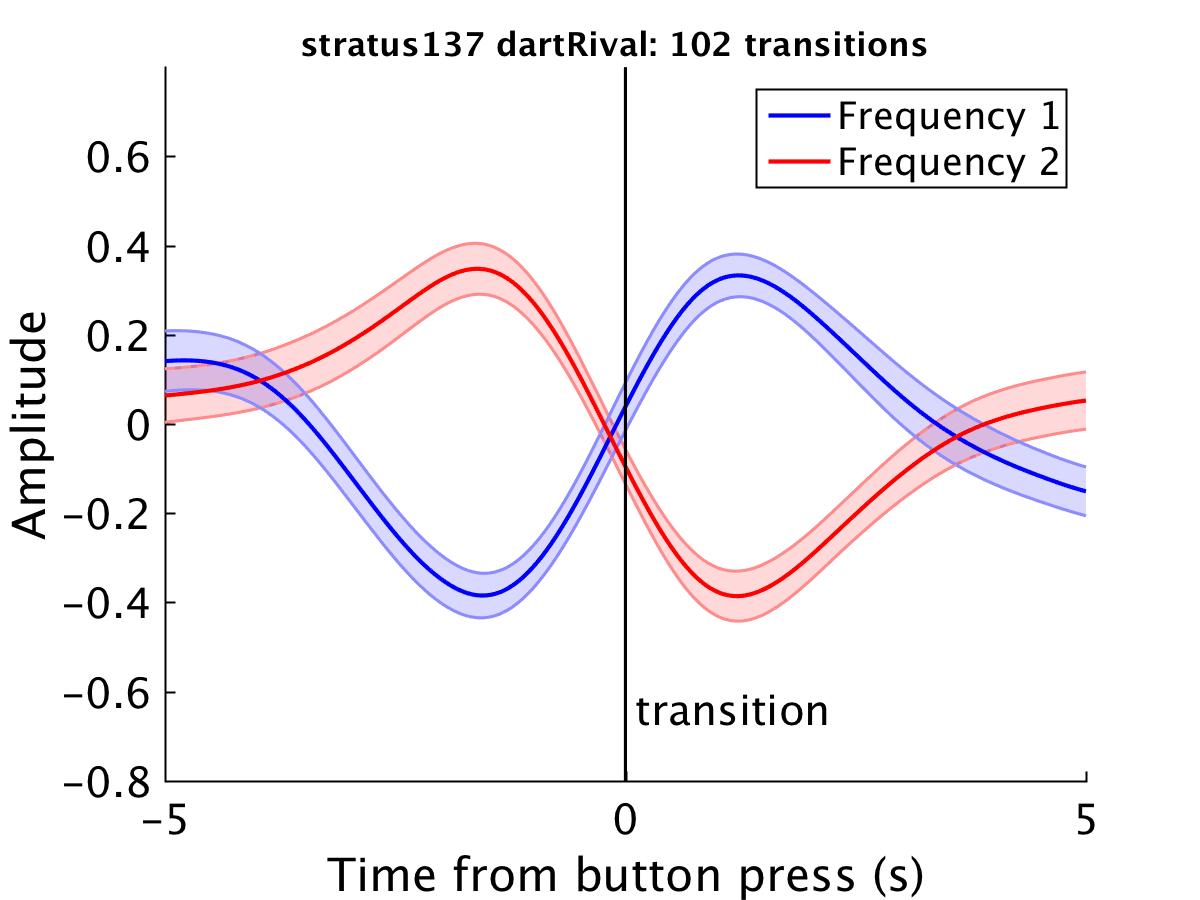 stratus137 dartRival: 102 transitions
Frequency 1
Frequency 2
0.6
0.4
0.2
0
−0.2
−0.4
−0.6
−0.8
Amplitude
transition
−5
0
5
Time from button press (s)